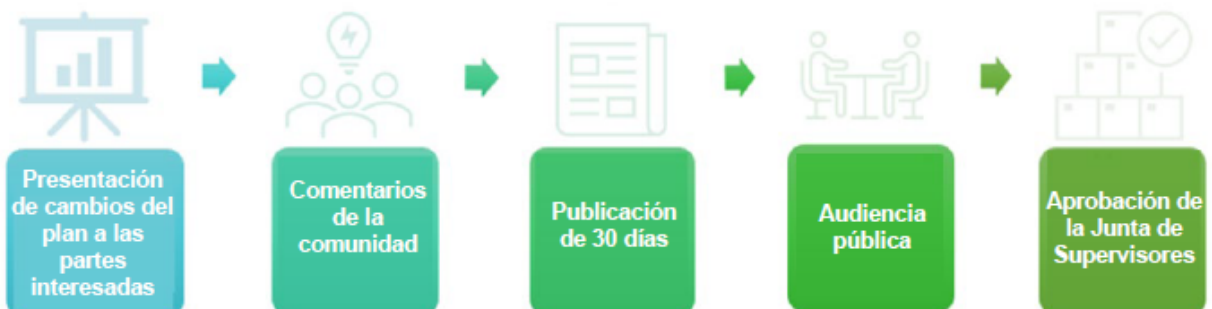 Presentación
de cambios del
plan a las
partes
interesadas
Comentarios
de la
comunidad
Publicación
de 30 días
Audiencia
pública
Aprobación de
la Junta de
Supervisores